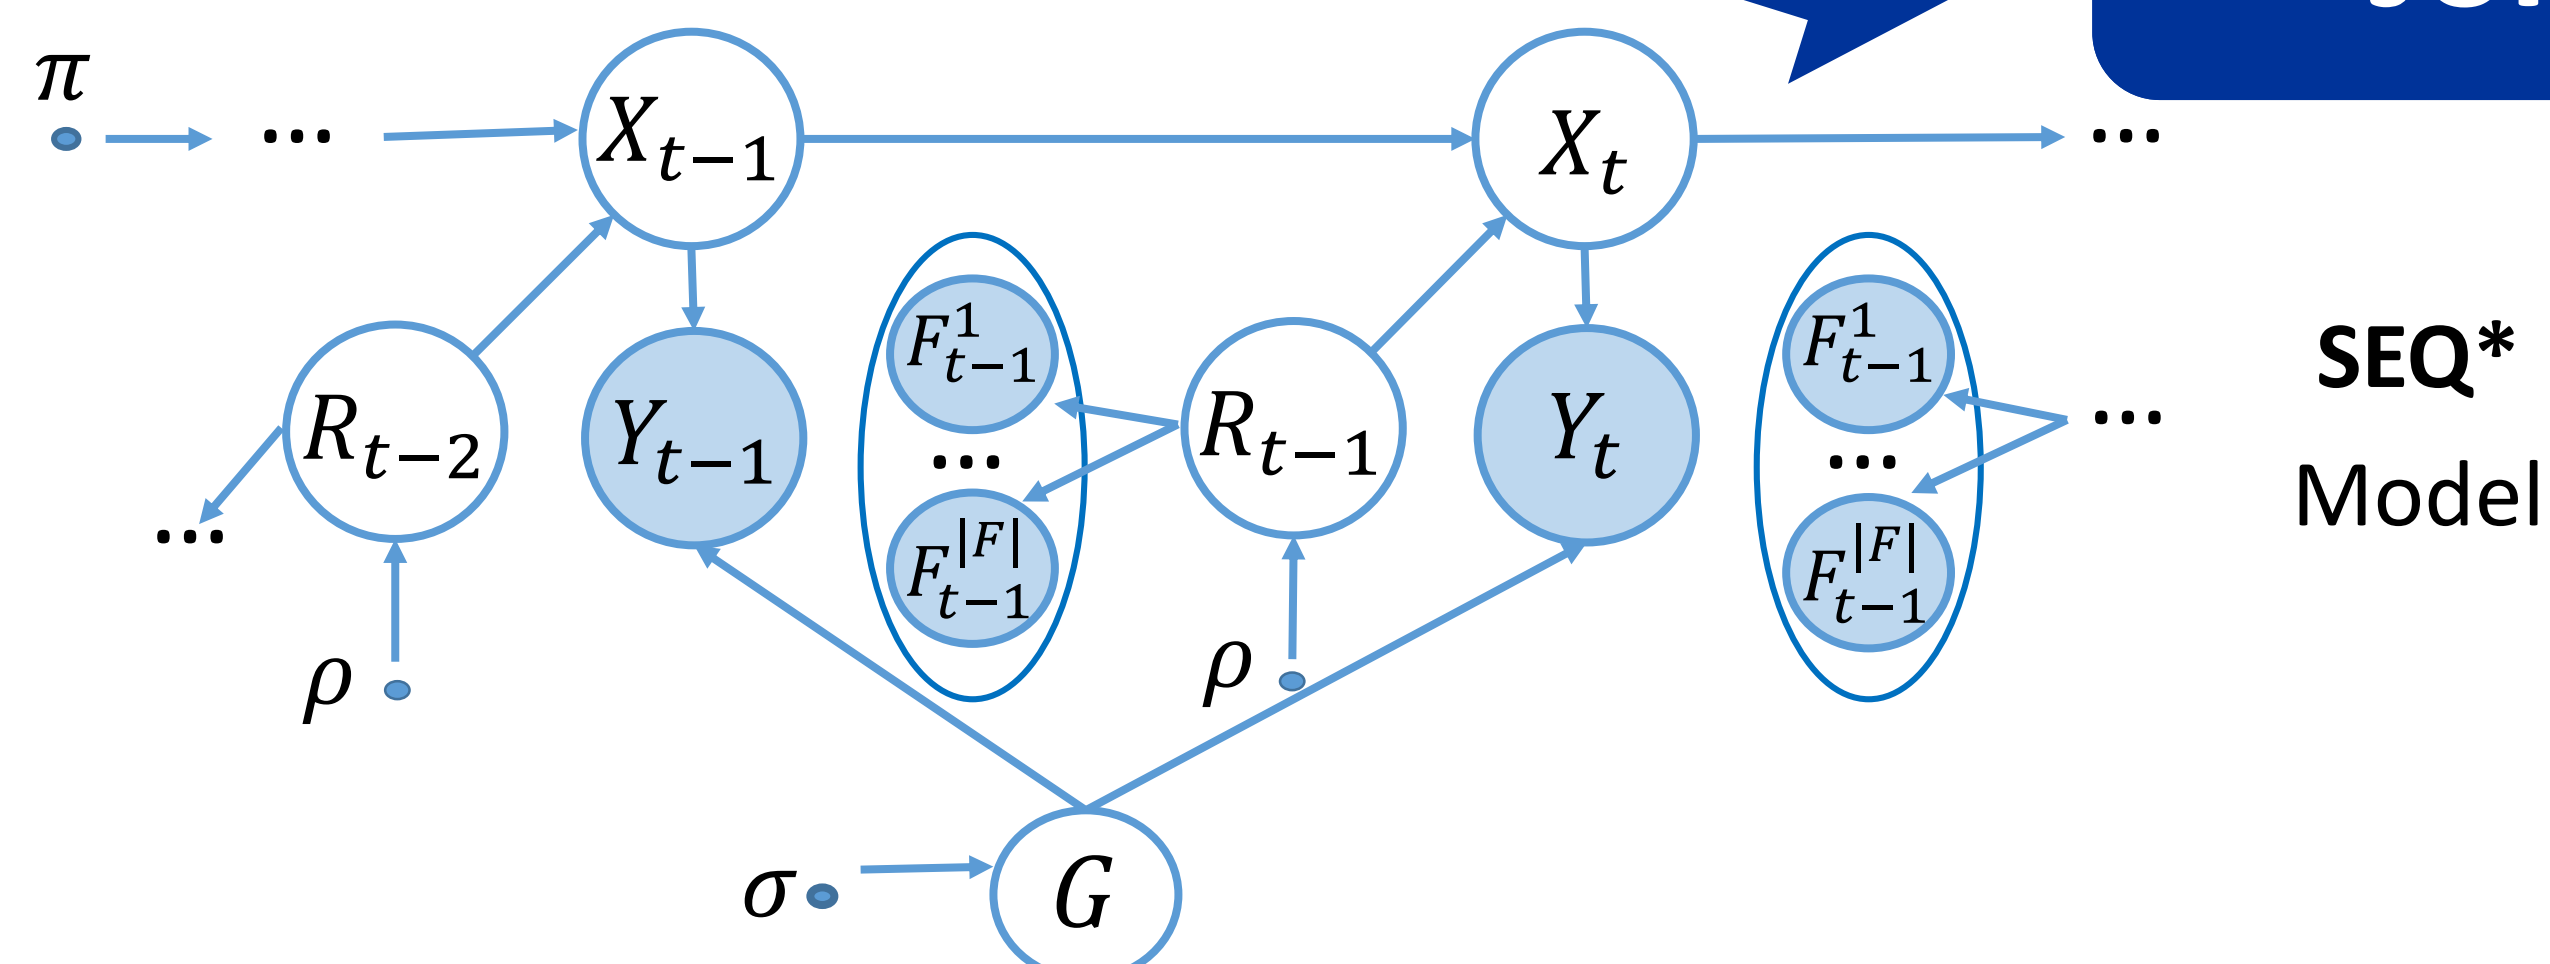 π
...
X_{t-1}
X_t
...
R_{t-2}
Y_{t-1}
F^1_{t-1}
...
F^{|F|}_{t-1}
R_{t-1}
Y_t
F^1_{t-1}
...
F^{|F|}_{t-1}
...
SEQ*
Model
...
ρ
ρ
σ
G